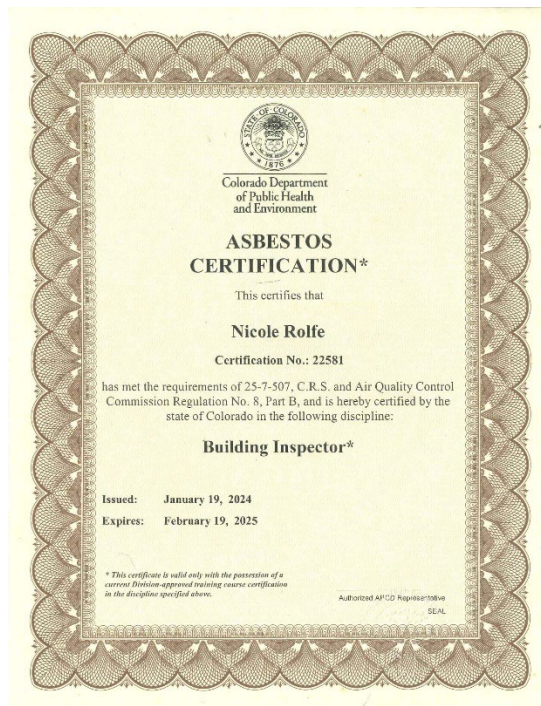 STATE OF COLORADO
1876
Colorado Department
of Public Health
and Environment
ASBESTOS
CERTIFICATION*
This certifies that
Nicole Rolfe
Certification No.: 22581
has met the requirements of 25-7-507, C.R.S. and Air Quality Control
Commission Regulation No. 8, Part B, and is hereby certified by the
state of Colorado in the following discipline:
Building Inspector*
Issued: January 19, 2024
Expires: February 19, 2025
* This certificate is valid only with the possession of a
current Division-approved training course certification
in the discipline specified above.
Authorized APCD Representative
SEAL